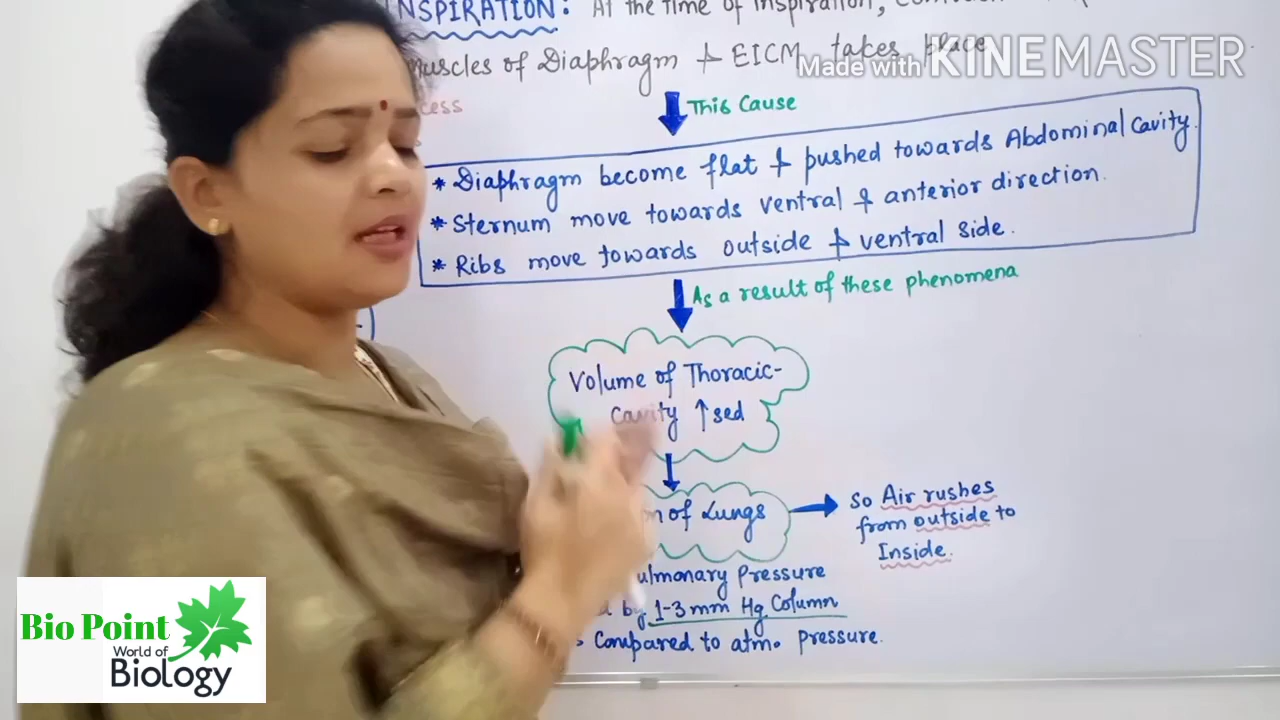 INSPIRATION: At the time of Inspiration,
muscles of Diaphragm & EICM takes place
Made with KINEMASTER
cess
This Cause
* Diaphragm become flat & pushed towards Abdominal Cavity.
* Sternum move towards ventral & anterior direction.
* Ribs move towards outside & ventral side.
As a result of these phenomena
Volume of Thoracic-
Cavity ↑sed
of Lungs
so Air rushes
from outside to
Inside.
ulmonary pressure
by 1-3 mm Hg Column
Compared to atm. pressure.
Bio Point
World of
Biology